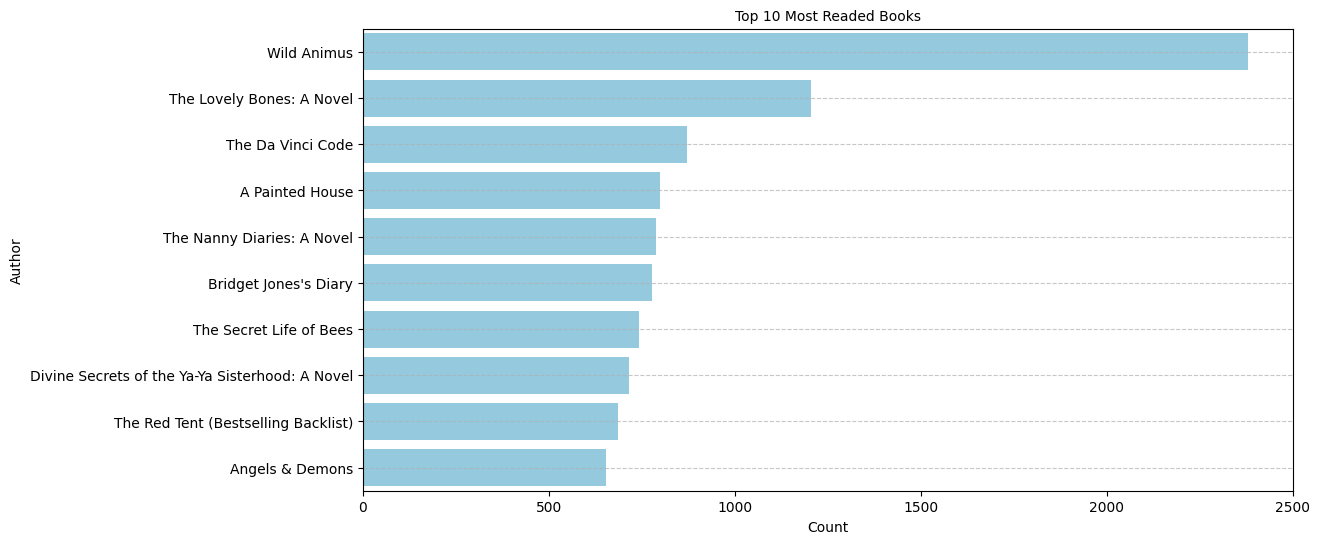 Top 10 Most Readed Books
Wild Animus
The Lovely Bones: A Novel
The Da Vinci Code
A Painted House
The Nanny Diaries: A Novel
Bridget Jones's Diary
The Secret Life of Bees
Divine Secrets of the Ya-Ya Sisterhood: A Novel
The Red Tent (Bestselling Backlist)
Angels & Demons
Author
0 500 1000 1500 2000 2500
Count